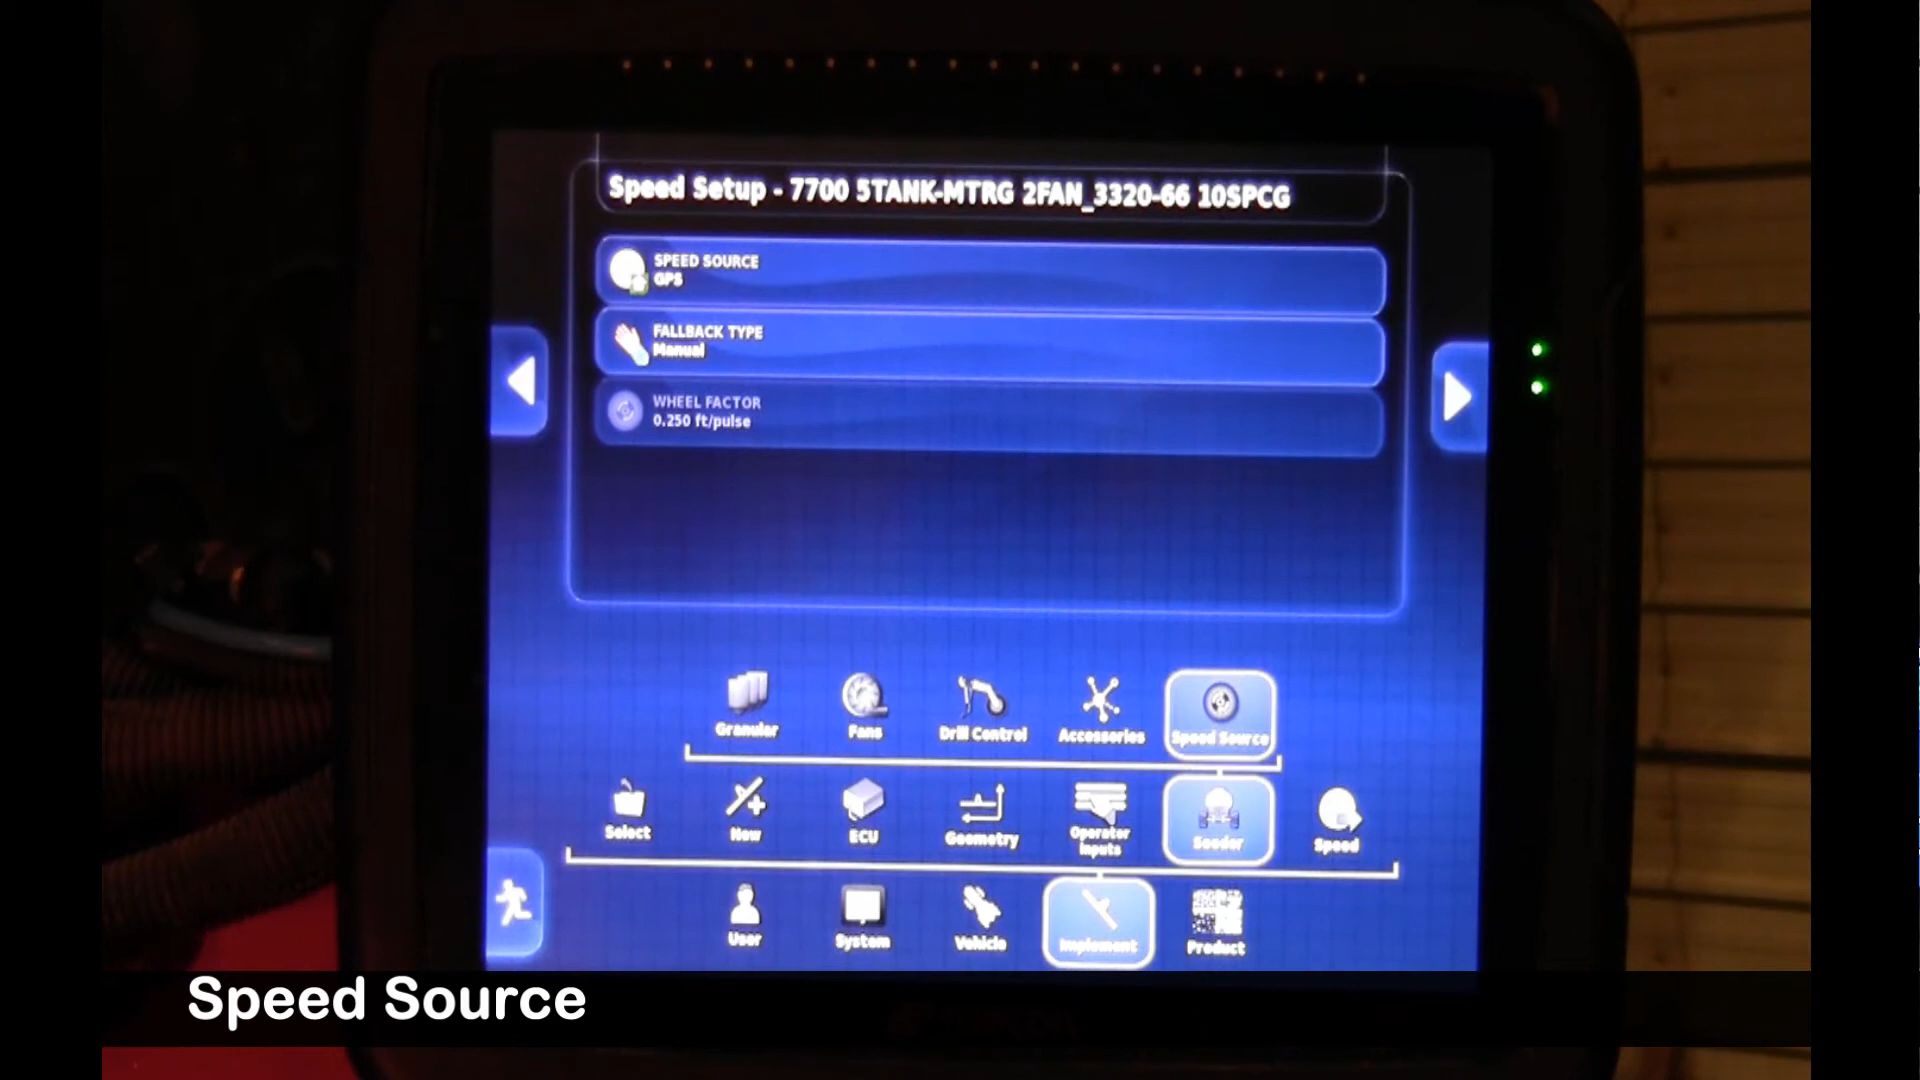 Speed Setup - 7700 5TANK-MTRG 2FAN_3320-66 10SPCG
SPEED SOURCE
GPS
FALLBACK TYPE
Manual
WHEEL FACTOR
0.250 ft/pulse
Granular
Fans
Drill Control
Accessories
Speed Source
Select
New
ECU
Geometry
Operator
Inputs
Seeder
Speed
User
System
Vehicle
Implement
Product
Speed Source